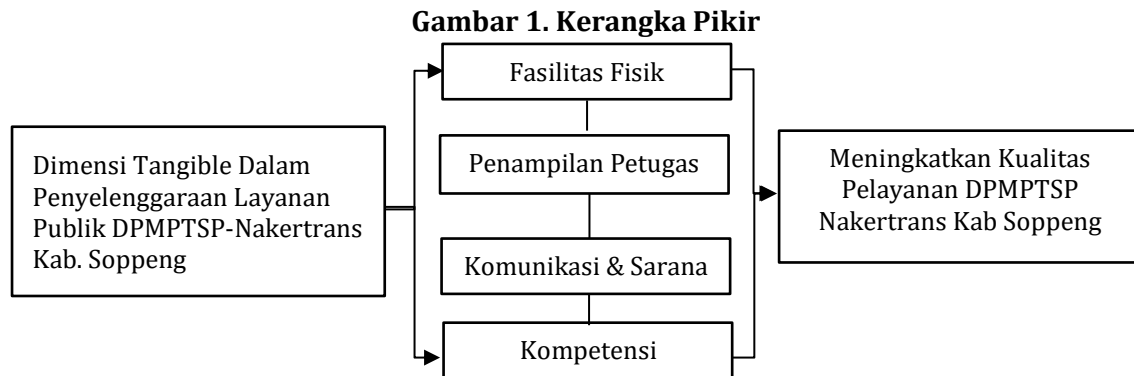 Gambar 1. Kerangka Pikir
Dimensi Tangible Dalam
Penyelenggaraan Layanan
Publik DPMPTSP-Nakertrans
Kab. Soppeng
Fasilitas Fisik
Penampilan Petugas
Komunikasi & Sarana
Kompetensi
Meningkatkan Kualitas
Pelayanan DPMPTSP
Nakertrans Kab Soppeng